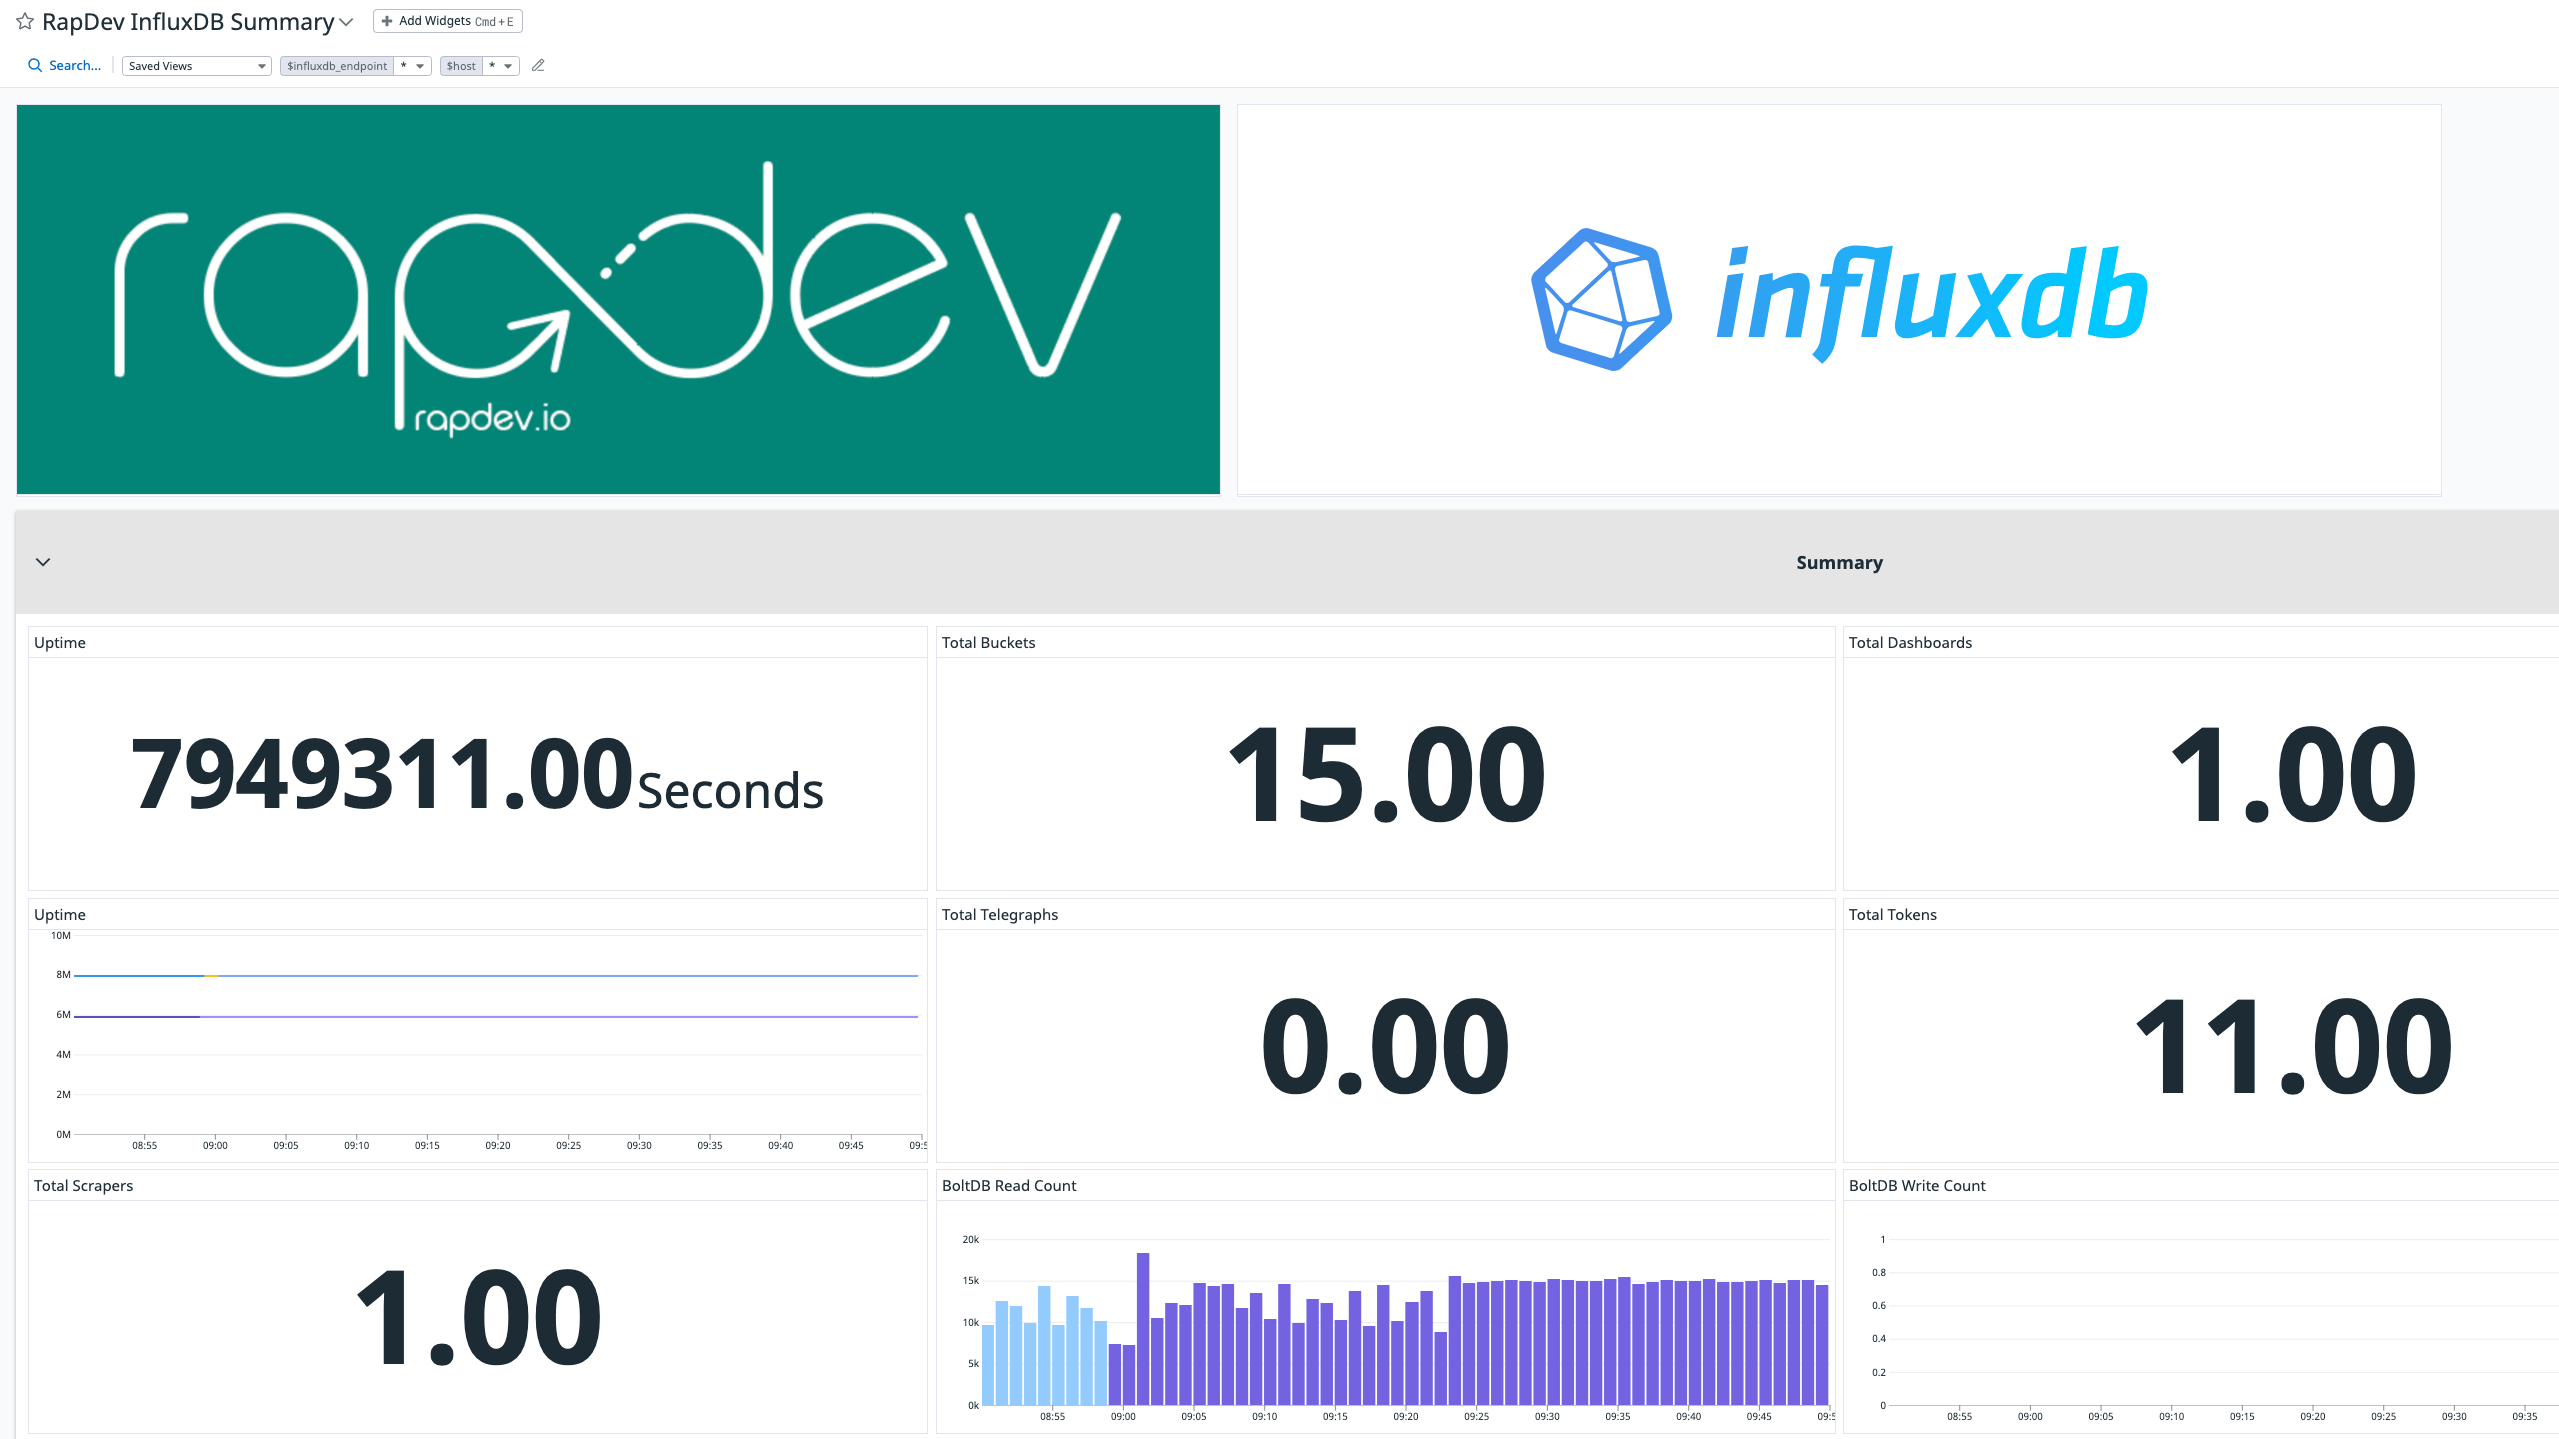 RapDev InfluxDB Summary
Add Widgets Cmd+E
Search...
Saved Views
$influxdb_endpoint *
$host *
rapdev
rapdev.io
influxdb
Summary
Uptime
7949311.00 Seconds
Total Buckets
15.00
Total Dashboards
1.00
Uptime
10M
8M
6M
4M
2M
0M
08:55 09:00 09:05 09:10 09:15 09:20 09:25 09:30 09:35 09:40 09:45
Total Telegraphs
0.00
Total Tokens
11.00
Total Scrapers
1.00
BoltDB Read Count
20k
15k
10k
5k
0k
08:55 09:00 09:05 09:10 09:15 09:20 09:25 09:30 09:35 09:40 09:45
BoltDB Write Count
1
0.8
0.6
0.4
0.2
0
08:55 09:00 09:05 09:10 09:15 09:20 09:25 09:30 09:35